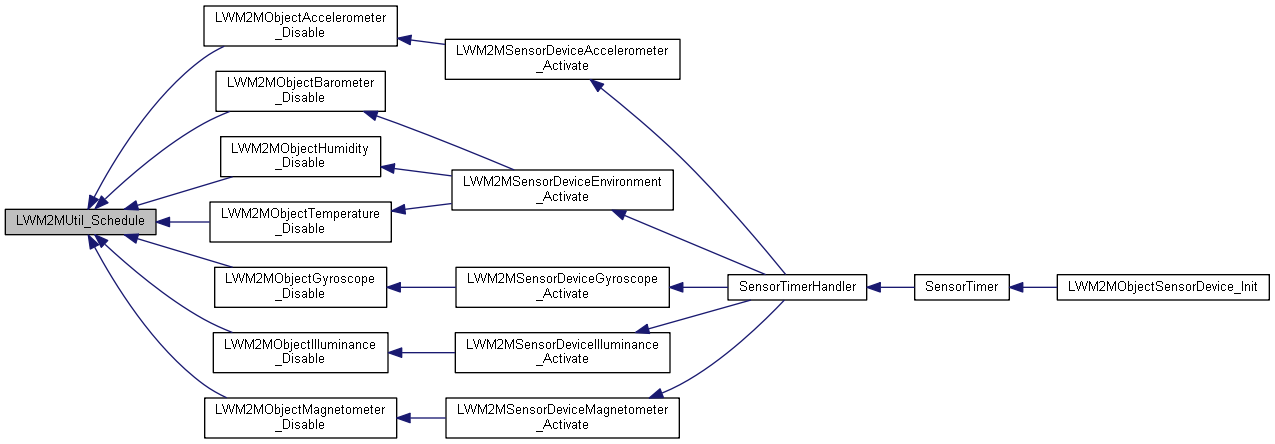 LWM2MObjectAccelerometer
_Disable
LWM2MSensorDeviceAccelerometer
_Activate
LWM2MObjectBarometer
_Disable
LWM2MObjectHumidity
_Disable
LWM2MSensorDeviceEnvironment
_Activate
LWM2MUtil_Schedule
LWM2MObjectTemperature
_Disable
LWM2MObjectGyroscope
_Disable
LWM2MSensorDeviceGyroscope
_Activate
SensorTimerHandler
SensorTimer
LWM2MObjectSensorDevice_Init
LWM2MObjectIlluminance
_Disable
LWM2MSensorDeviceIlluminance
_Activate
LWM2MObjectMagnetometer
_Disable
LWM2MSensorDeviceMagnetometer
_Activate